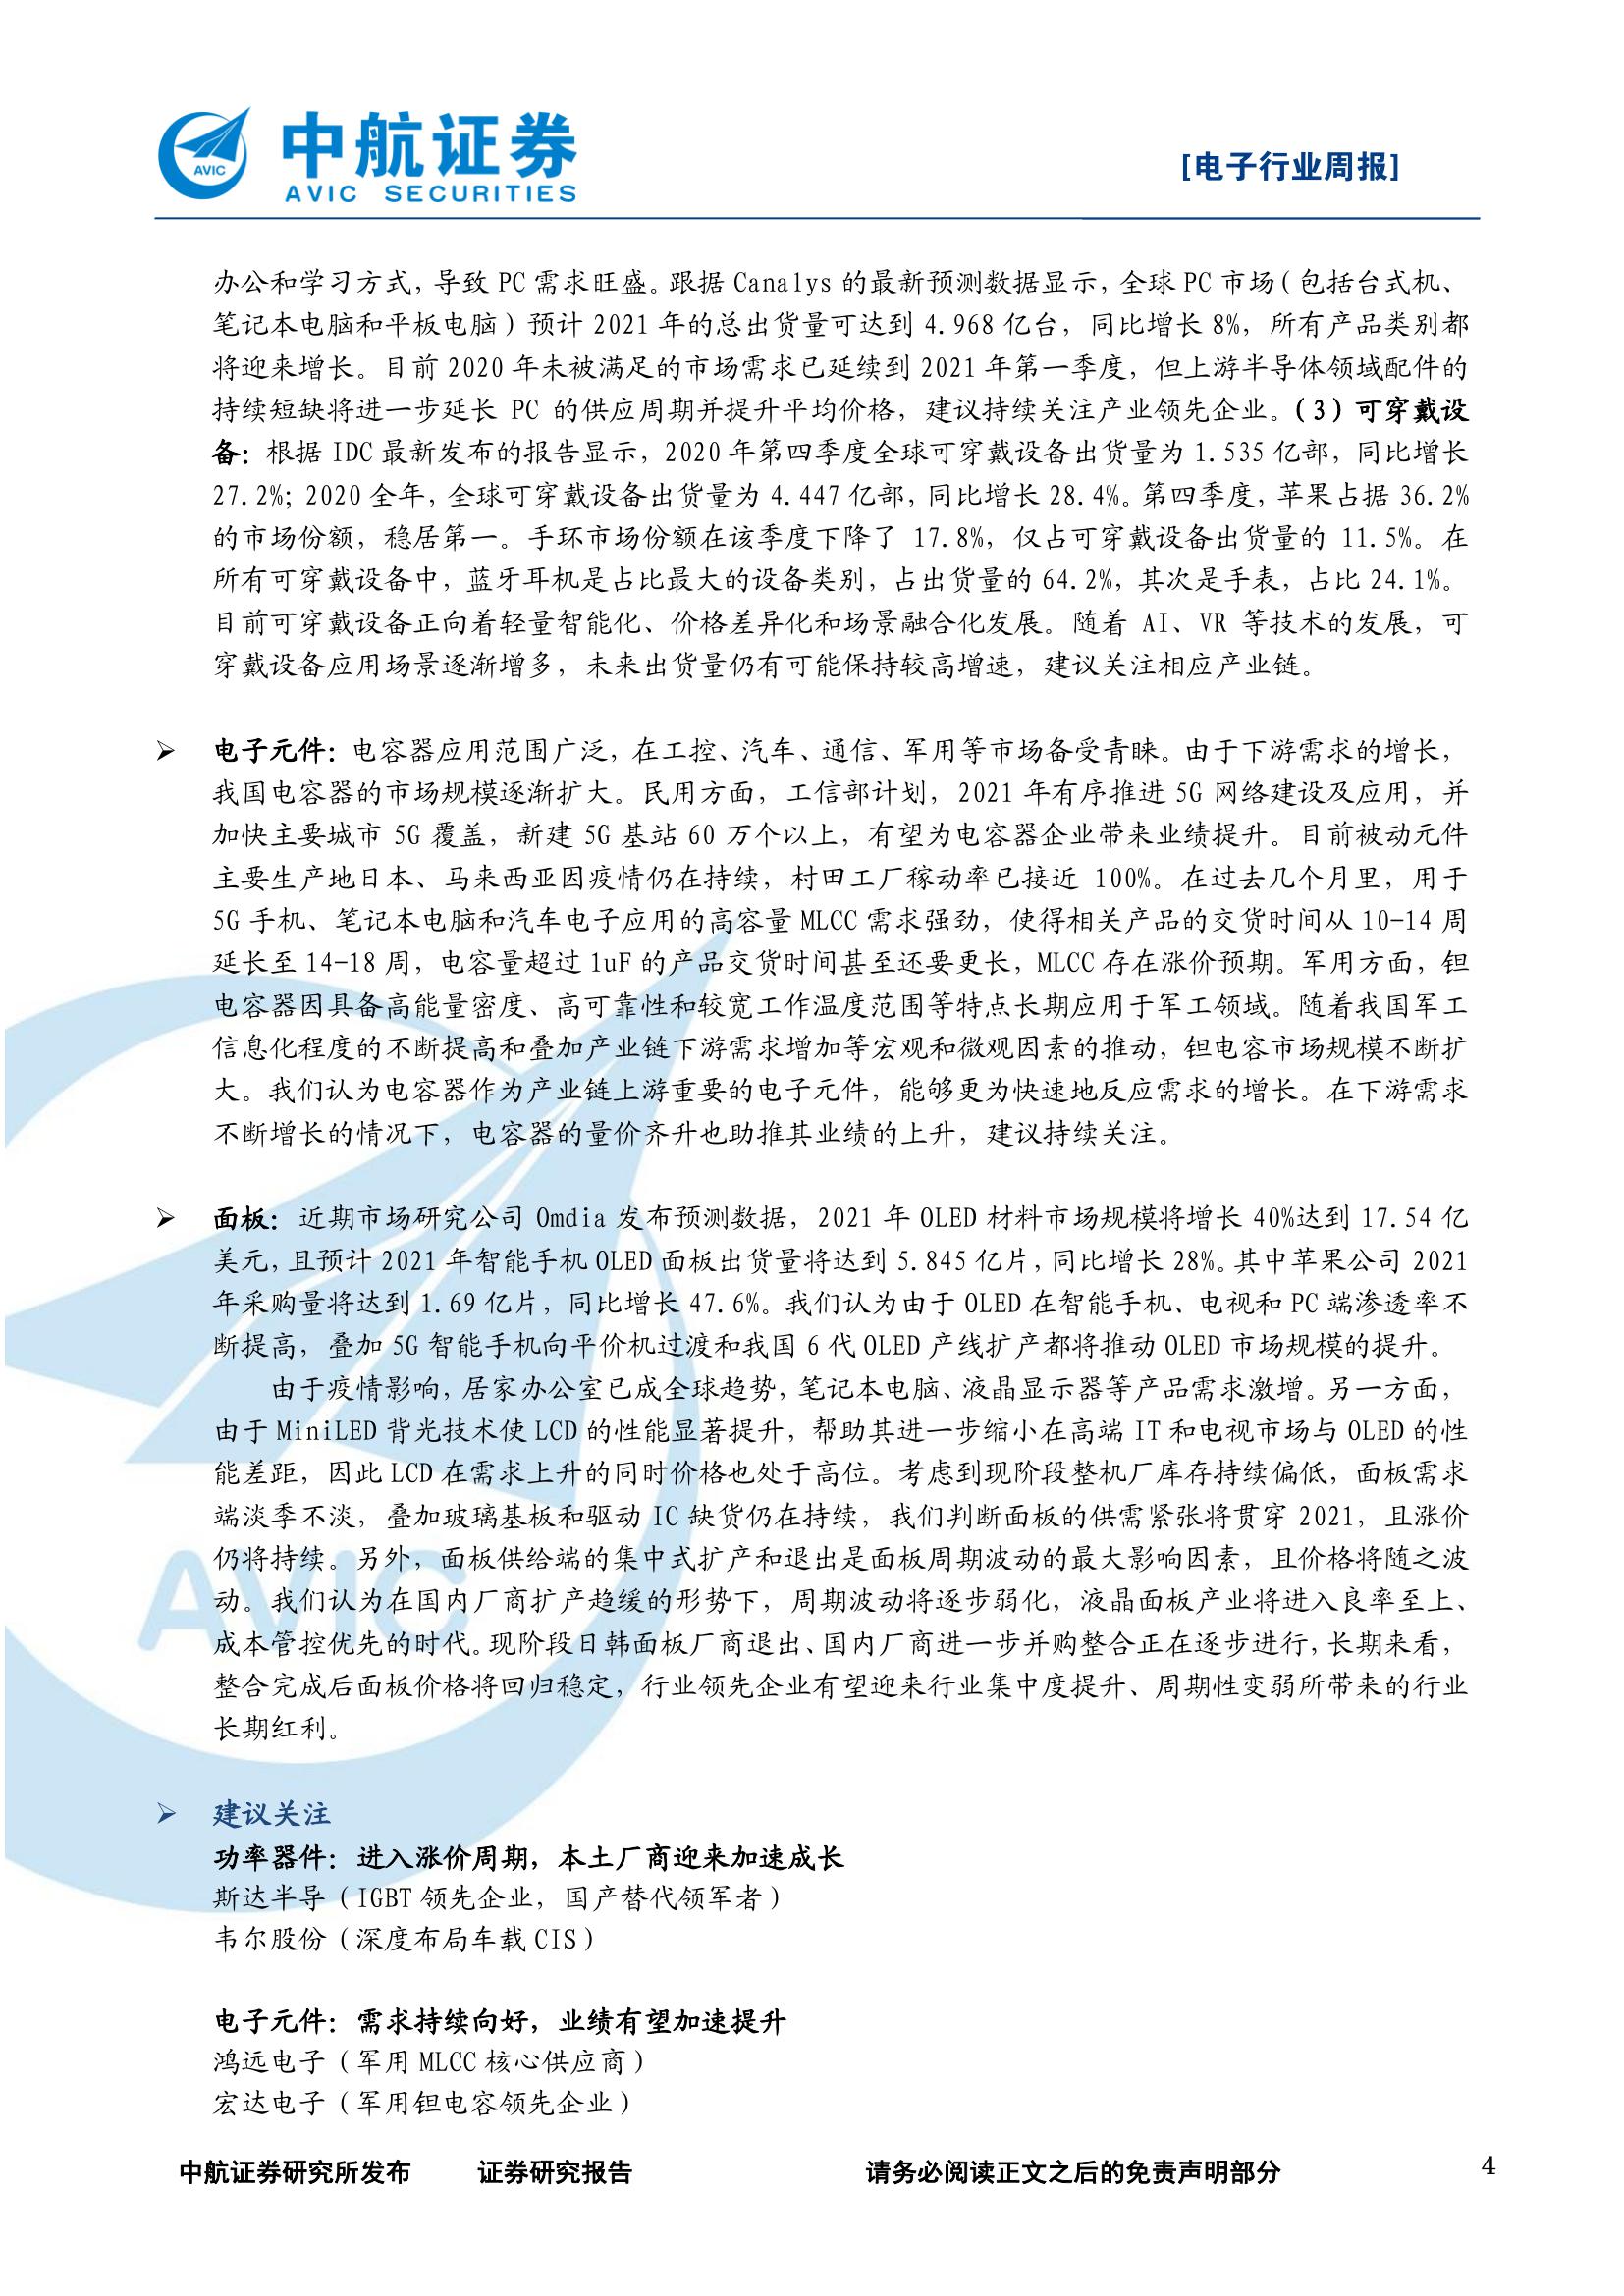 中航证券
AVIC SECURITIES
AVIC
[电子行业周报]
办公和学习方式，导致 PC 需求旺盛。跟据 Canalys 的最新预测数据显示，全球 PC 市场（包括台式机、
笔记本电脑和平板电脑）预计 2021 年的总出货量可达到 4.968 亿台，同比增长 8%，所有产品类别都
将迎来增长。目前 2020 年未被满足的市场需求已延续到 2021 年第一季度，但上游半导体领域配件的
持续短缺将进一步延长 PC 的供应周期并提升平均价格，建议持续关注产业领先企业。（3）可穿戴设
备：根据 IDC 最新发布的报告显示，2020 年第四季度全球可穿戴设备出货量为 1.535 亿部，同比增长
27.2%；2020 全年，全球可穿戴设备出货量为 4.447 亿部，同比增长 28.4%。第四季度，苹果占据 36.2%
的市场份额，稳居第一。手环市场份额在该季度下降了 17.8%，仅占可穿戴设备出货量的 11.5%。在
所有可穿戴设备中，蓝牙耳机是占比最大的设备类别，占出货量的 64.2%，其次是手表，占比 24.1%。
目前可穿戴设备正向着轻量智能化、价格差异化和场景融合化发展。随着 AI、VR 等技术的发展，可
穿戴设备应用场景逐渐增多，未来出货量仍有可能保持较高增速，建议关注相应产业链。
➢ 电子元件：电容器应用范围广泛，在工控、汽车、通信、军用等市场备受青睐。由于下游需求的增长，
我国电容器的市场规模逐渐扩大。民用方面，工信部计划，2021 年有序推进 5G 网络建设及应用，并
加快主要城市 5G 覆盖，新建 5G 基站 60 万个以上，有望为电容器企业带来业绩提升。目前被动元件
主要生产地日本、马来西亚因疫情仍在持续，村田工厂稼动率已接近 100%。在过去几个月里，用于
5G 手机、笔记本电脑和汽车电子应用的高容量 MLCC 需求强劲，使得相关产品的交货时间从 10-14 周
延长至 14-18 周，电容量超过 1uF 的产品交货时间甚至还要更长，MLCC 存在涨价预期。军用方面，钽
电容器因具备高能量密度、高可靠性和较宽工作温度范围等特点长期应用于军工领域。随着我国军工
信息化程度的不断提高和叠加产业链下游需求增加等宏观和微观因素的推动，钽电容市场规模不断扩
大。我们认为电容器作为产业链上游重要的电子元件，能够更为快速地反应需求的增长。在下游需求
不断增长的情况下，电容器的量价齐升也助推其业绩的上升，建议持续关注。
➢ 面板：近期市场研究公司 Omdia 发布预测数据，2021 年 OLED 材料市场规模将增长 40%达到 17.54 亿
美元，且预计 2021 年智能手机 OLED 面板出货量将达到 5.845 亿片，同比增长 28%。其中苹果公司 2021
年采购量将达到 1.69 亿片，同比增长 47.6%。我们认为由于 OLED 在智能手机、电视和 PC 端渗透率不
断提高，叠加 5G 智能手机向平价机过渡和我国 6 代 OLED 产线扩产都将推动 OLED 市场规模的提升。
由于疫情影响，居家办公室已成全球趋势，笔记本电脑、液晶显示器等产品需求激增。另一方面，
由于 MiniLED 背光技术使 LCD 的性能显著提升，帮助其进一步缩小在高端 IT 和电视市场与 OLED 的性
能差距，因此 LCD 在需求上升的同时价格也处于高位。考虑到现阶段整机厂库存持续偏低，面板需求
端淡季不淡，叠加玻璃基板和驱动 IC 缺货仍在持续，我们判断面板的供需紧张将贯穿 2021，且涨价
仍将持续。另外，面板供给端的集中式扩产和退出是面板周期波动的最大影响因素，且价格将随之波
动。我们认为在国内厂商扩产趋缓的形势下，周期波动将逐步弱化，液晶面板产业将进入良率至上、
成本管控优先的时代。现阶段日韩面板厂商退出、国内厂商进一步并购整合正在逐步进行，长期来看，
整合完成后面板价格将回归稳定，行业领先企业有望迎来行业集中度提升、周期性变弱所带来的行业
长期红利。
➢ 建议关注
功率器件：进入涨价周期，本土厂商迎来加速成长
斯达半导（IGBT 领先企业，国产替代领军者）
韦尔股份（深度布局车载 CIS）
电子元件：需求持续向好，业绩有望加速提升
鸿远电子（军用 MLCC 核心供应商）
宏达电子（军用钽电容领先企业）
AVIC
中航证券研究所发布 证券研究报告 请务必阅读正文之后的免责声明部分 4